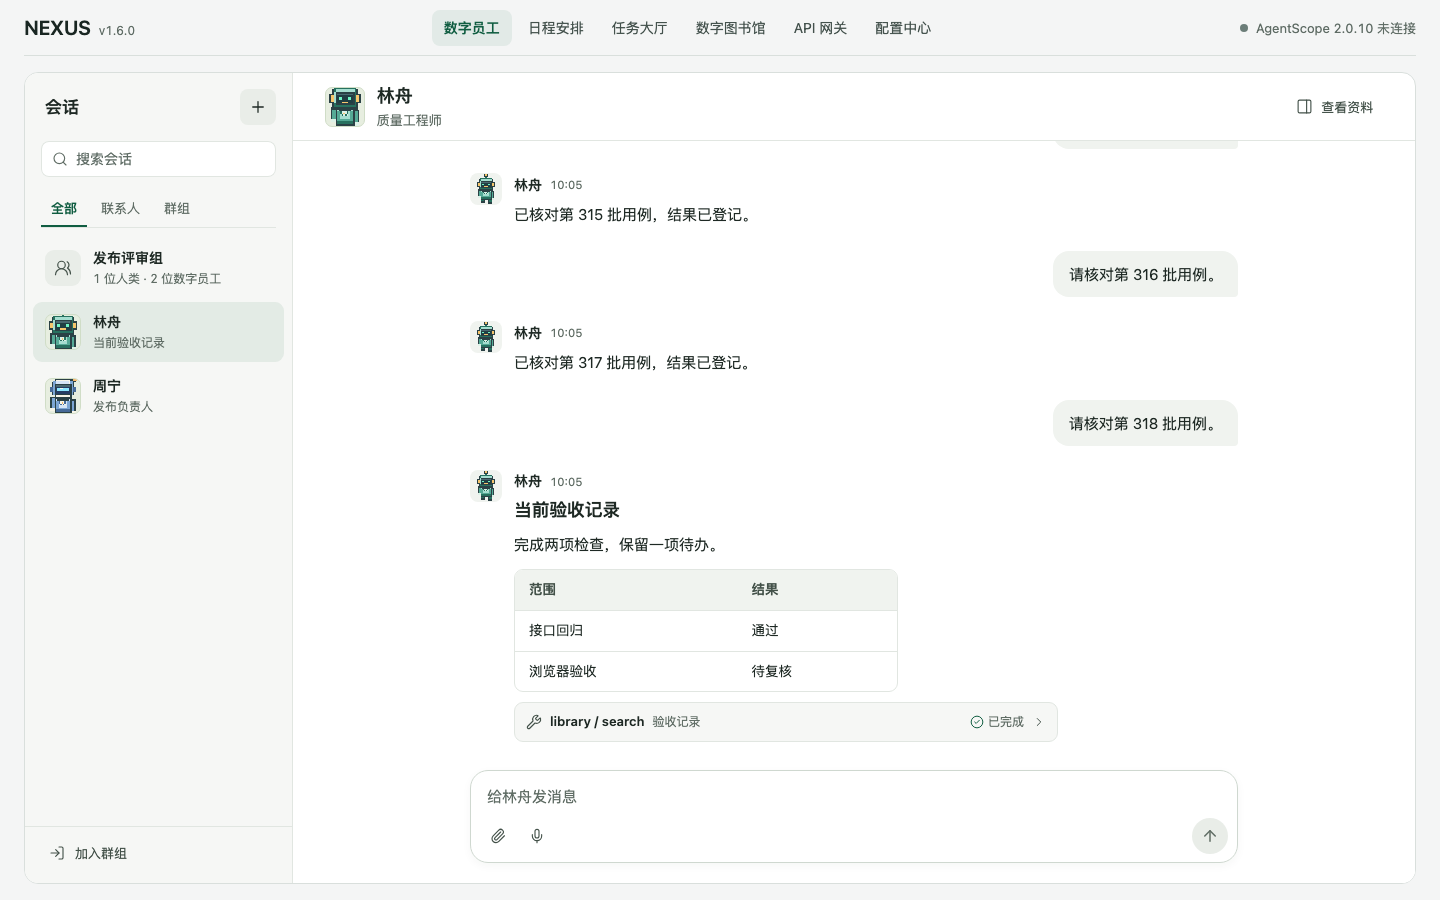 NEXUS v1.6.0
数字员工 日程安排 任务大厅 数字图书馆 API 网关 配置中心
AgentScope 2.0.10 未连接
会话
搜索会话
全部 联系人 群组
发布评审组
1 位人类 · 2 位数字员工
林舟
当前验收记录
周宁
发布负责人
加入群组
林舟
质量工程师
查看资料
林舟 10:05
已核对第 315 批用例，结果已登记。
请核对第 316 批用例。
林舟 10:05
已核对第 317 批用例，结果已登记。
请核对第 318 批用例。
林舟 10:05
当前验收记录
完成两项检查，保留一项待办。
范围 结果
接口回归 通过
浏览器验收 待复核
library / search 验收记录 已完成
给林舟发消息